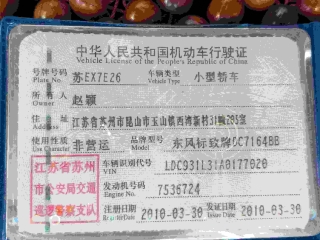 中华人民共和国机动车行驶证
Vehicle License of the People's Republic of China
号牌号码 苏EX7E26 车辆类型 小型轿车
Plate No. Vehicle Type
所有人 赵颖
Owner
住址 江苏省苏州市昆山市玉山镇西湾新村31幢205室
Address
使用性质 非营运 品牌型号 东风标致牌DC7164BB
Use Character Model
江苏省苏州 车辆识别代号 LDC931L31A0177020
VIN
市公安局交通 发动机号码 7536724
Engine No.
巡逻警察支队 注册日期 2010-03-30 发证日期 2010-03-30
Register Date Issue Date